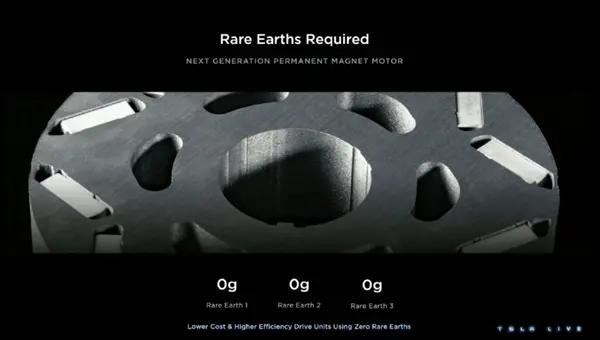 Rare Earths Required
NEXT GENERATION PERMANENT MAGNET MOTOR
0g 0g 0g
Rare Earth 1 Rare Earth 2 Rare Earth 3
Lower Cost & Higher Efficiency Drive Units Using Zero Rare Earths
TSLA LIVE